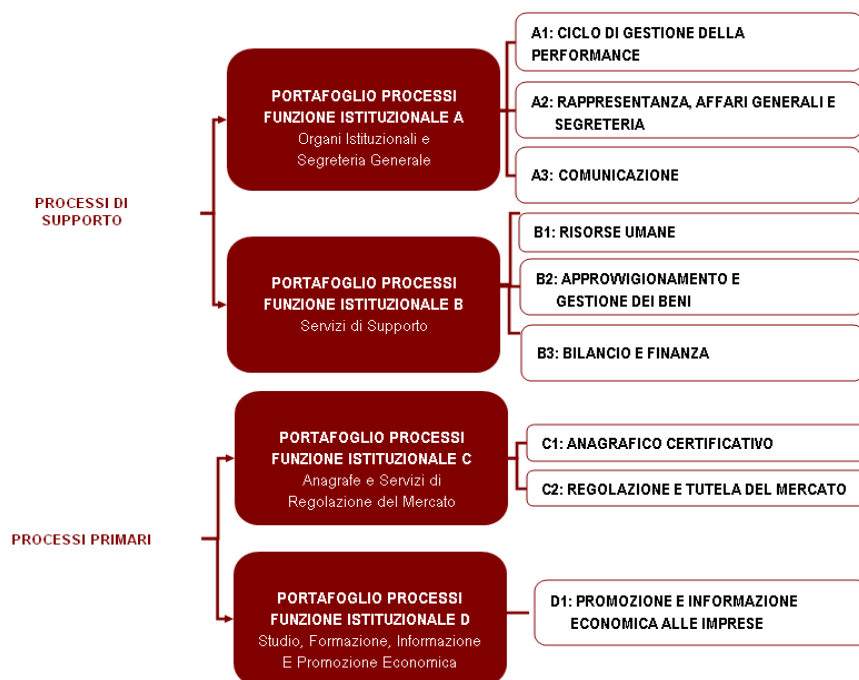 PROCESSI DI
SUPPORTO
PORTAFOGLIO PROCESSI
FUNZIONE ISTITUZIONALE A
Organi Istituzionali e
Segreteria Generale
A1: CICLO DI GESTIONE DELLA
PERFORMANCE
A2: RAPPRESENTANZA, AFFARI GENERALI E
SEGRETERIA
A3: COMUNICAZIONE
PORTAFOGLIO PROCESSI
FUNZIONE ISTITUZIONALE B
Servizi di Supporto
B1: RISORSE UMANE
B2: APPROVVIGIONAMENTO E
GESTIONE DEI BENI
B3: BILANCIO E FINANZA
PROCESSI PRIMARI
PORTAFOGLIO PROCESSI
FUNZIONE ISTITUZIONALE C
Anagrafe e Servizi di
Regolazione del Mercato
C1: ANAGRAFICO CERTIFICATIVO
C2: REGOLAZIONE E TUTELA DEL MERCATO
PORTAFOGLIO PROCESSI
FUNZIONE ISTITUZIONALE D
Studio, Formazione, Informazione
E Promozione Economica
D1: PROMOZIONE E INFORMAZIONE
ECONOMICA ALLE IMPRESE